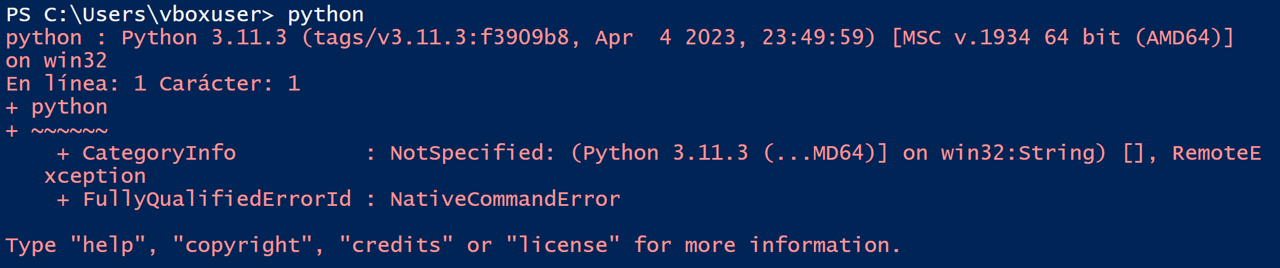 PS C:\Users\vboxuser> python
python : Python 3.11.3 (tags/v3.11.3:f3909b8, Apr  4 2023, 23:49:59) [MSC v.1934 64 bit (AMD64)]
on win32
En línea: 1 Carácter: 1
+ python
+ ~~~~~~
    + CategoryInfo          : NotSpecified: (Python 3.11.3 (...MD64)] on win32:String) [], RemoteE
   xception
    + FullyQualifiedErrorId : NativeCommandError

Type "help", "copyright", "credits" or "license" for more information.